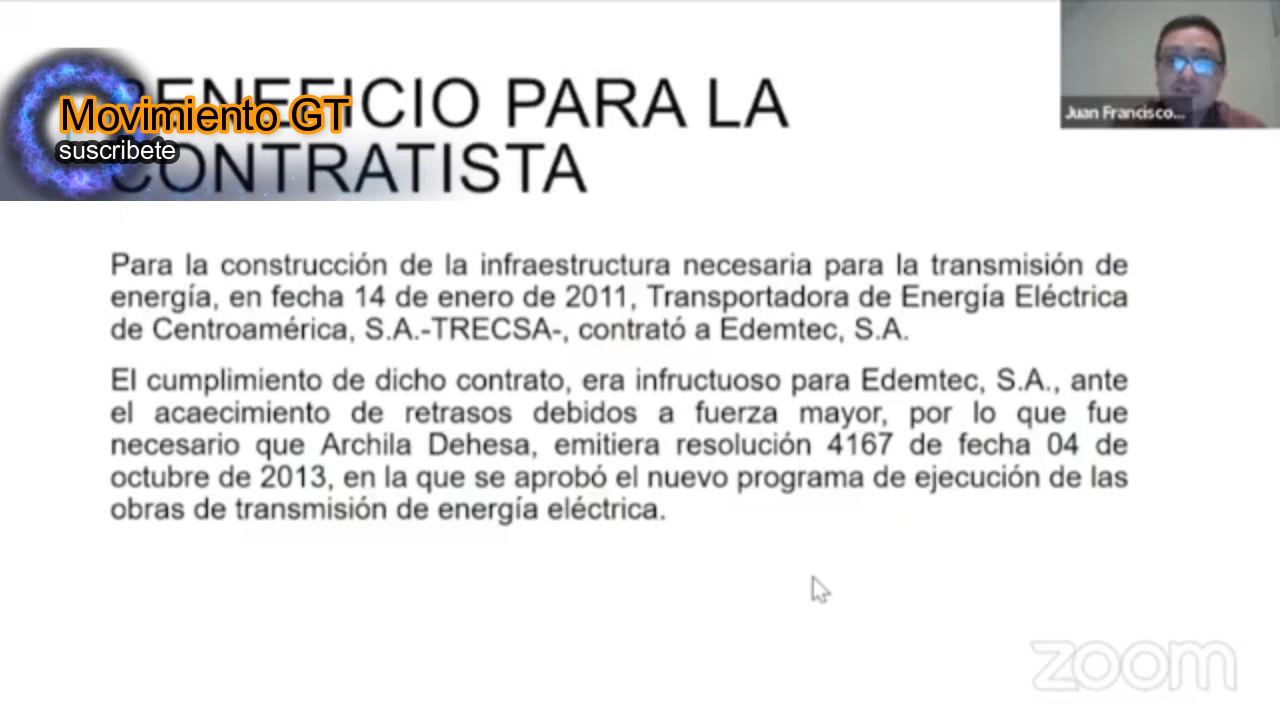 BENEFICIO PARA LA
CONTRATISTA
Movimiento GT
suscribete
Juan Francisco...
Para la construcción de la infraestructura necesaria para la transmisión de
energía, en fecha 14 de enero de 2011, Transportadora de Energía Eléctrica
de Centroamérica, S.A.-TRECSA-, contrató a Edemtec, S.A.
El cumplimiento de dicho contrato, era infructuoso para Edemtec, S.A., ante
el acaecimiento de retrasos debidos a fuerza mayor, por lo que fue
necesario que Archila Dehesa, emitiera resolución 4167 de fecha 04 de
octubre de 2013, en la que se aprobó el nuevo programa de ejecución de las
obras de transmisión de energía eléctrica.
zoom